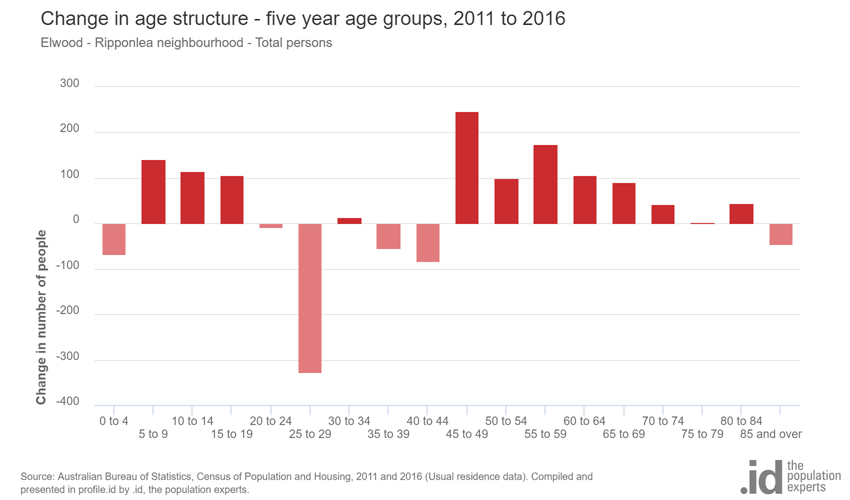 Change in age structure - five year age groups, 2011 to 2016
Elwood - Ripponlea neighbourhood - Total persons
300
200
100
0
-100
-200
-300
-400
Change in number of people
0 to 4
5 to 9
10 to 14
15 to 19
20 to 24
25 to 29
30 to 34
35 to 39
40 to 44
45 to 49
50 to 54
55 to 59
60 to 64
65 to 69
70 to 74
75 to 79
80 to 84
85 and over
Source: Australian Bureau of Statistics, Census of Population and Housing, 2011 and 2016 (Usual residence data). Compiled and
presented in profile.id by .id, the population experts.
.id the
population
experts